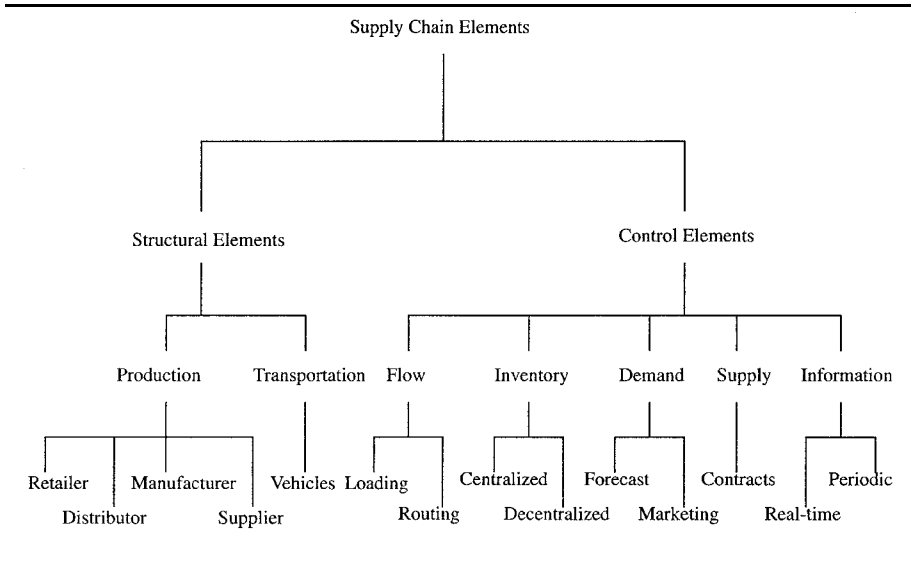 Supply Chain Elements
Structural Elements
Control Elements
Production
Transportation
Flow
Inventory
Demand
Supply
Information
Retailer
Distributor
Manufacturer
Supplier
Vehicles
Loading
Routing
Centralized
Decentralized
Forecast
Marketing
Contracts
Real-time
Periodic